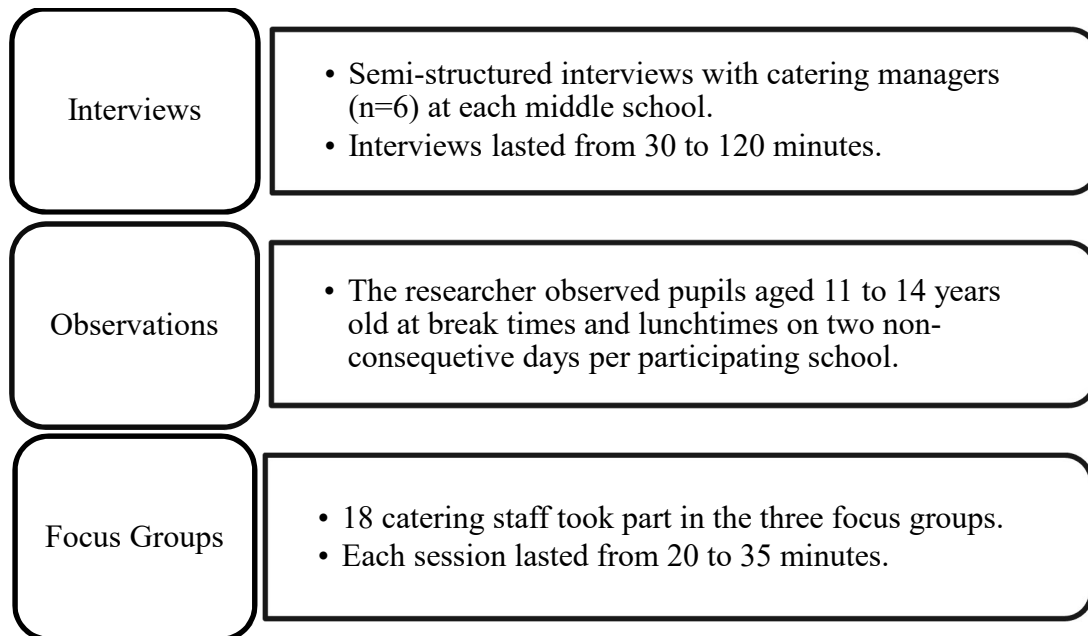 Interviews
• Semi-structured interviews with catering managers
(n=6) at each middle school.
• Interviews lasted from 30 to 120 minutes.
Observations
• The researcher observed pupils aged 11 to 14 years
old at break times and lunchtimes on two non-
consequetive days per participating school.
Focus Groups
• 18 catering staff took part in the three focus groups.
• Each session lasted from 20 to 35 minutes.